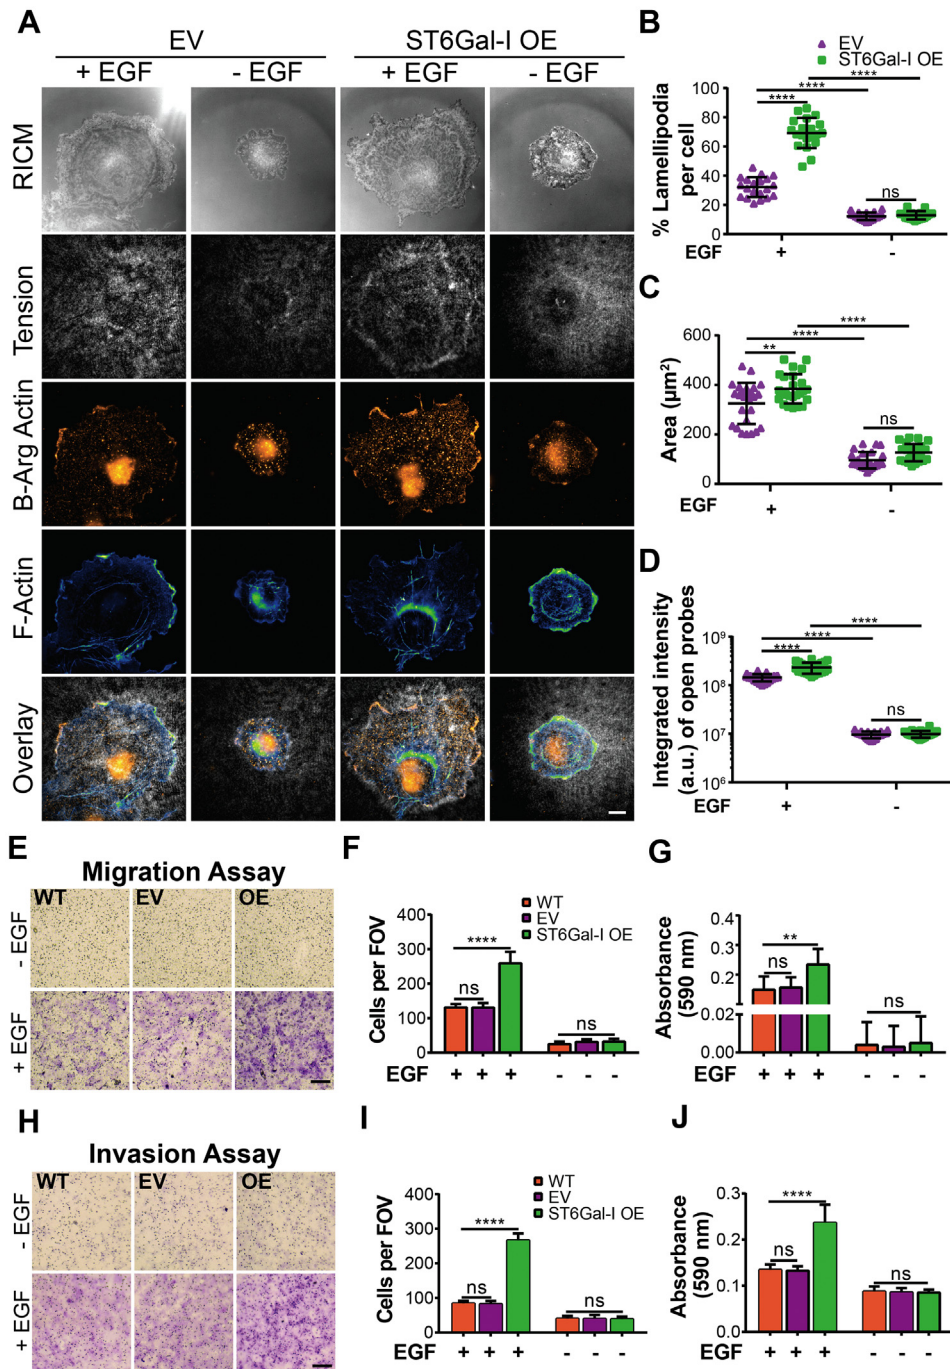 A
EV
ST6Gal-I OE
+ EGF
- EGF
+ EGF
- EGF
RICM
Tension
B-Arg Actin
F-Actin
Overlay
B
EV
ST6Gal-I OE
% Lamellipodia
per cell
100
80
60
40
20
0
****
****
****
ns
EGF
+
-
C
Area (µm²)
600
400
200
0
****
****
**
ns
EGF
+
-
D
Integrated intensity
(a.u.) of open probes
10⁹
10⁸
10⁷
10⁶
****
****
****
ns
EGF
+
-
E
Migration Assay
WT
EV
OE
- EGF
+ EGF
F
WT
EV
ST6Gal-I OE
Cells per FOV
400
300
200
100
0
****
ns
ns
EGF + + + - - -
G
Absorbance
(590 nm)
0.4
0.3
0.2
0.1
0.02
0.00
**
ns
ns
EGF + + + - - -
H
Invasion Assay
WT
EV
OE
- EGF
+ EGF
I
WT
EV
ST6Gal-I OE
Cells per FOV
400
300
200
100
0
****
ns
ns
EGF + + + - - -
J
Absorbance
(590 nm)
0.3
0.2
0.1
0.0
****
ns
ns
EGF + + + - - -